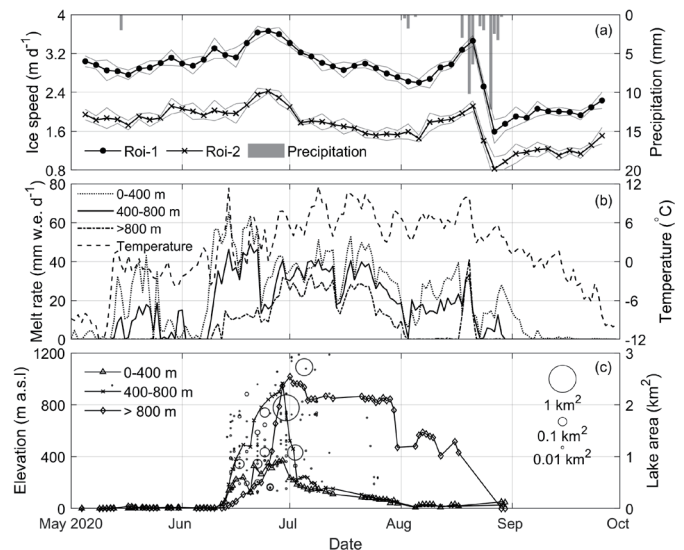 (a)
Ice speed (m d-1)
4
3.2
2.4
1.6
0.8
Precipitation (mm)
0
5
10
15
20
Roi-1 Roi-2 Precipitation
(b)
Melt rate (mm w.e. d-1)
80
60
40
20
0
0-400 m
400-800 m
>800 m
Temperature
Temperature (°C)
12
6
0
-6
-12
(c)
Elevation (m a.s.l)
1200
800
400
0
0-400 m
400-800 m
> 800 m
1 km2
0.1 km2
0.01 km2
Lake area (km2)
3
2
1
0
May 2020 Jun Jul Aug Sep Oct
Date